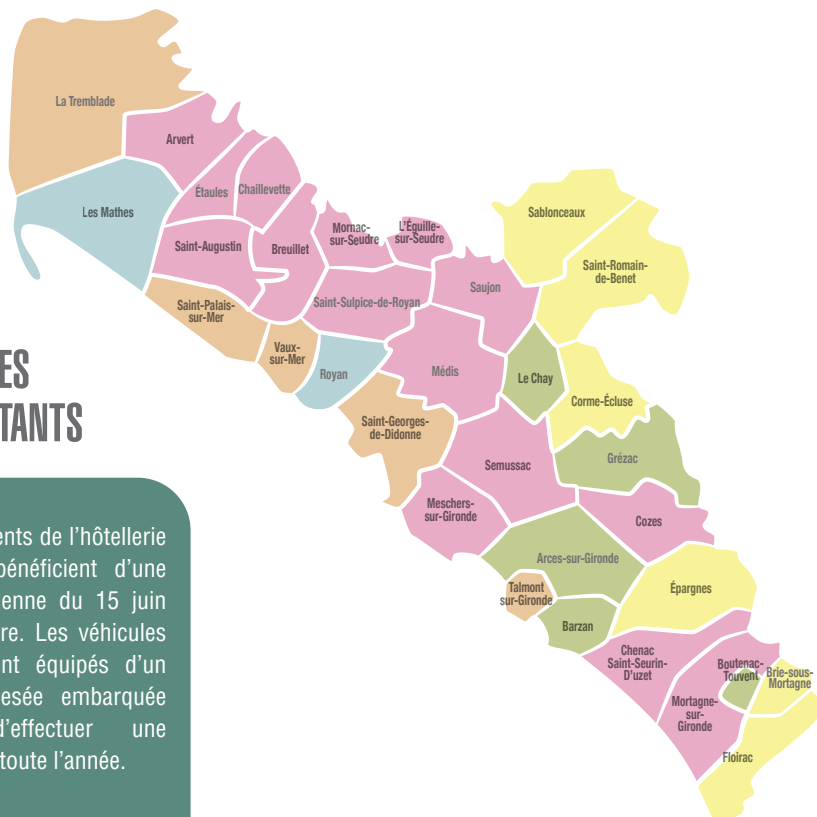 La Tremblade
Arvert
Les Mathes
Étaules
Chaillevette
Saint-Augustin
Breuillet
Mornac-
sur-Seudre
L'Éguille-
sur-Seudre
Sablonceaux
Saint-Romain-
de-Benet
Saujon
Saint-Palais-
sur-Mer
Saint-Sulpice-de-Royan
Vaux-
sur-Mer
Royan
Médis
Le Chay
Corme-Écluse
Saint-Georges-
de-Didonne
Grézac
Semussac
Meschers-
sur-Gironde
Cozes
Arces-sur-Gironde
Talmont
sur-Gironde
Épargnes
Barzan
Chenac
Saint-Seurin-
D'uzet
Boutenac-
Touvent
Brie-sous-
Mortagne
Mortagne-
sur-
Gironde
Floirac
ES
TANTS
ents de l'hôtellerie
bénéficient d'une
ienne du 15 juin
re. Les véhicules
nt équipés d'un
esée embarquée
d'effectuer une
toute l'année.